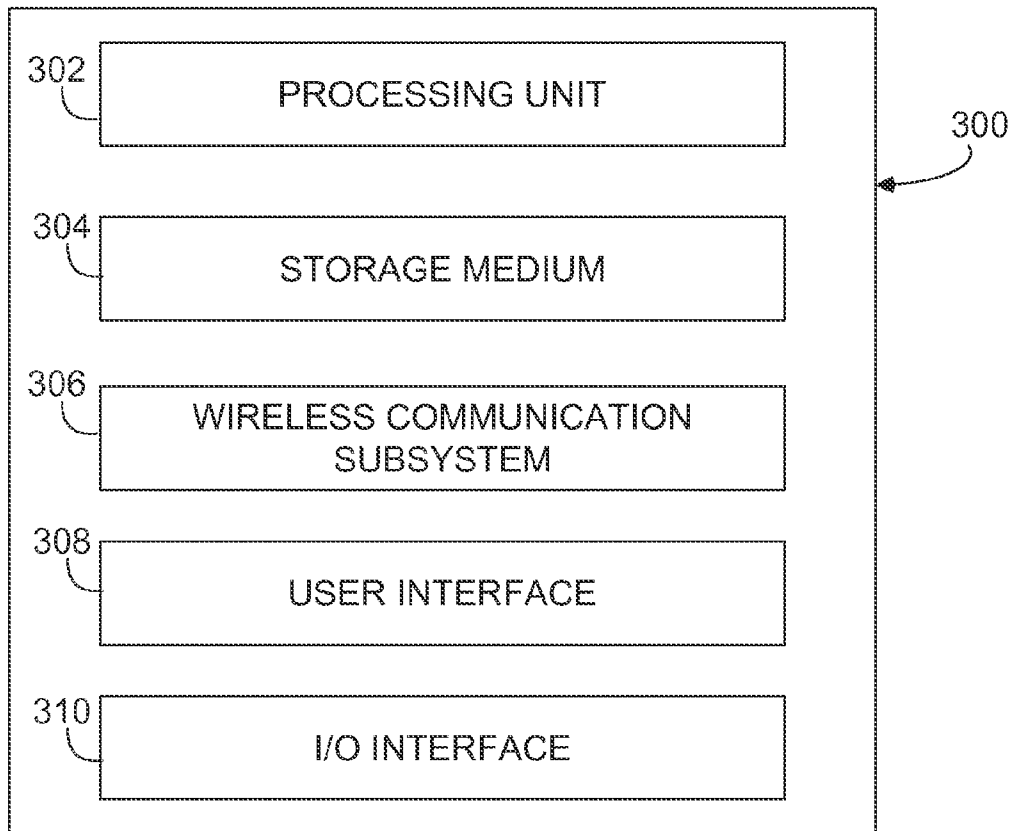 302
PROCESSING UNIT
300
304
STORAGE MEDIUM
306
WIRELESS COMMUNICATION
SUBSYSTEM
308
USER INTERFACE
310
I/O INTERFACE